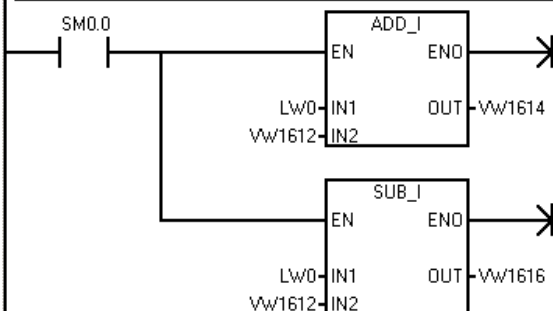 SM0.0
ADD_I
EN ENO
LW0 IN1 OUT VW1614
VW1612 IN2
SUB_I
EN ENO
LW0 IN1 OUT VW1616
VW1612 IN2